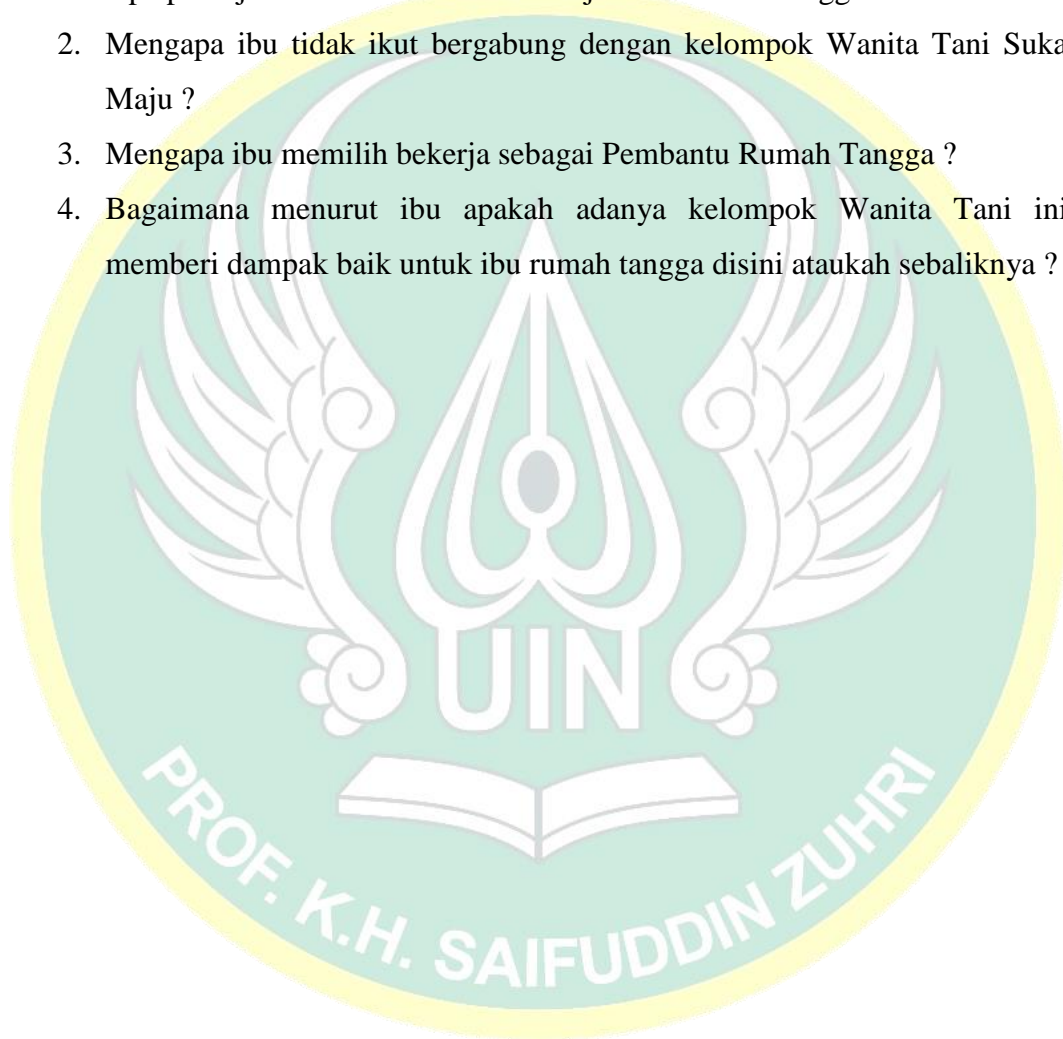 2. Mengapa ibu tidak ikut bergabung dengan kelompok Wanita Tani Suka
Maju ?
3. Mengapa ibu memilih bekerja sebagai Pembantu Rumah Tangga ?
4. Bagaimana menurut ibu apakah adanya kelompok Wanita Tani ini
memberi dampak baik untuk ibu rumah tangga disini ataukah sebaliknya ?
UIN
PROF. K.H. SAIFUDDIN ZUHRI